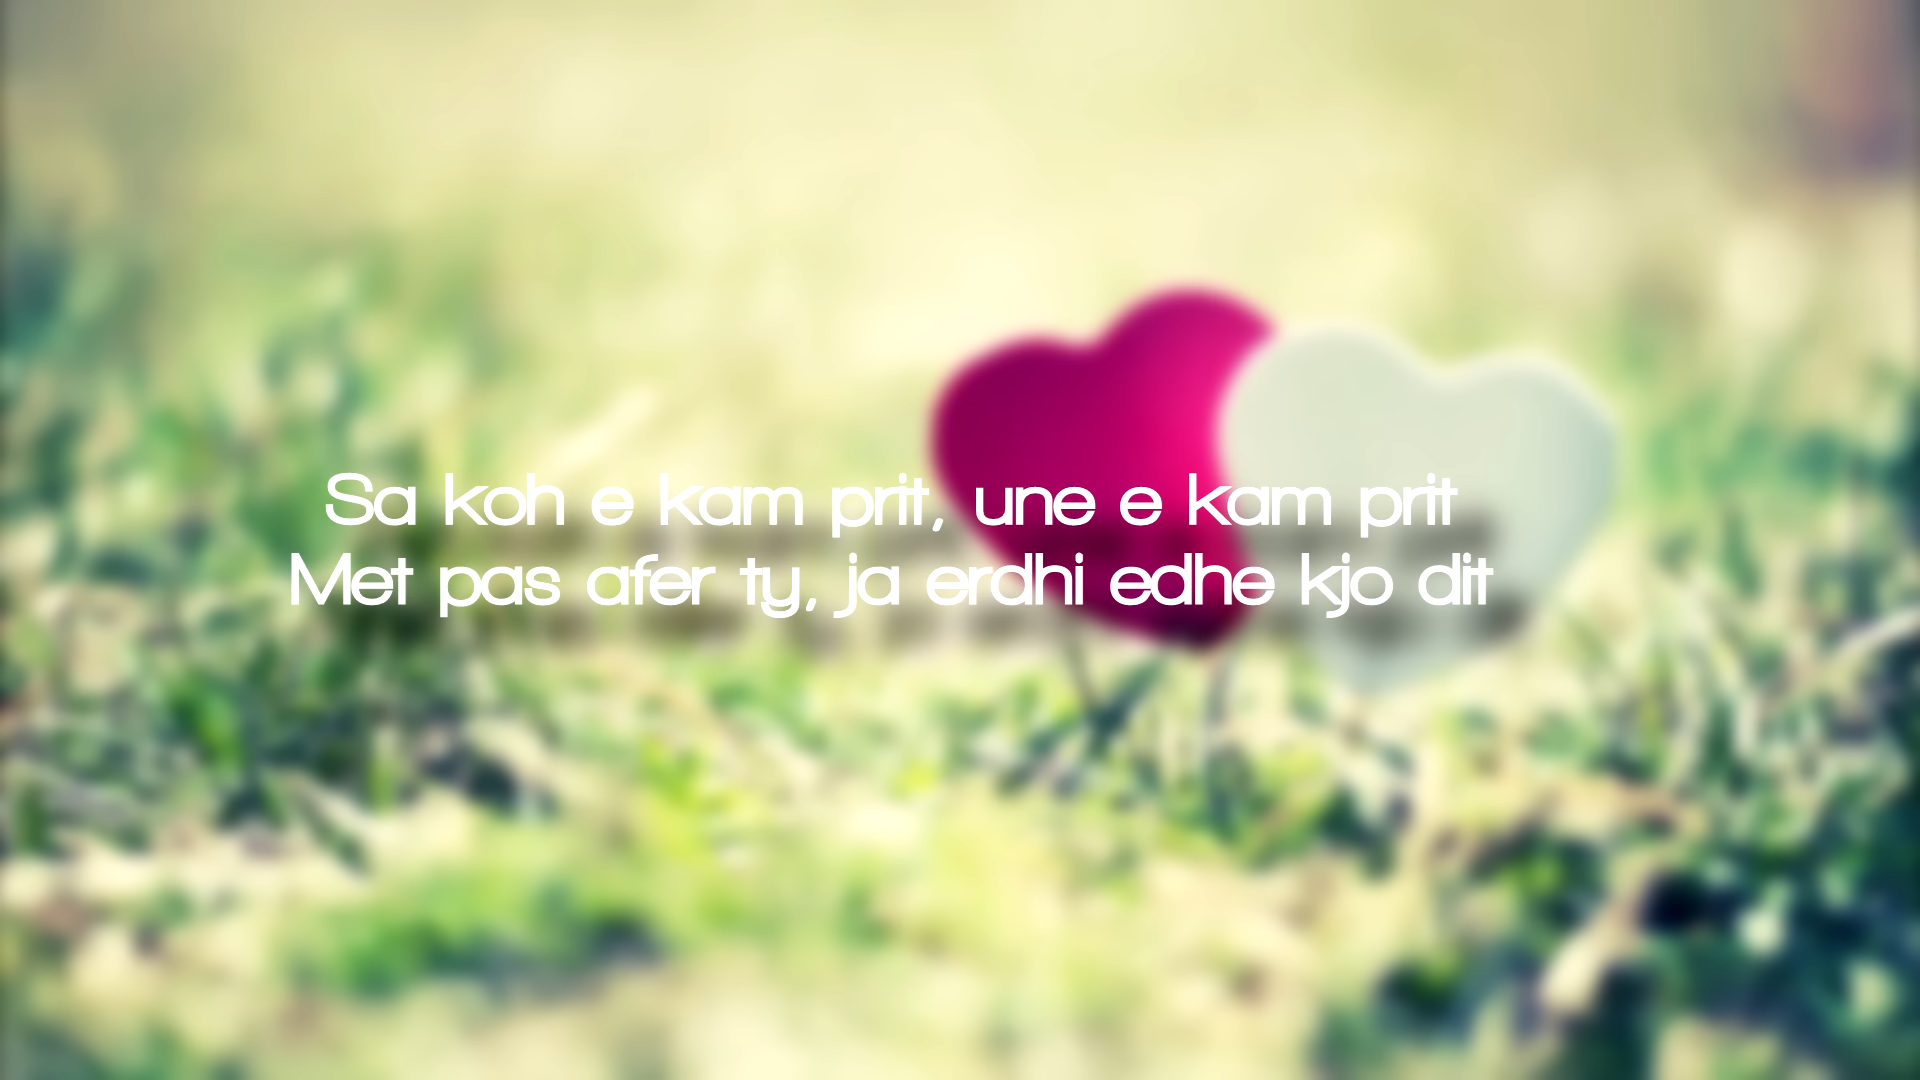 Sa koh e kam prit, une e kam prit
Met pas afer ty, ja erdhi edhe kjo dit